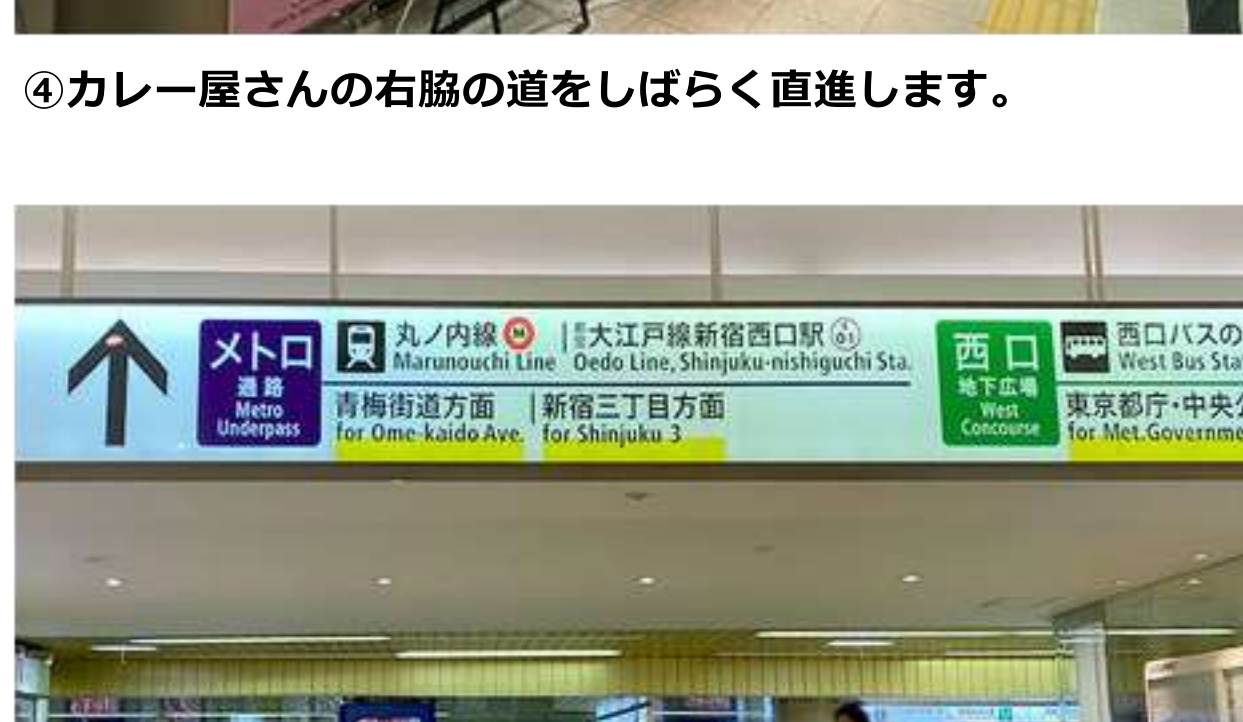 ④カレー屋さんの右脇の道をしばらく直進します。
メトロ
通路
Metro
Underpass
丸ノ内線 M
Marunouchi Line
大江戸線新宿西口駅
Oedo Line, Shinjuku-nishiguchi Sta.
青梅街道方面
for Ome-kaido Ave.
新宿三丁目方面
for Shinjuku 3
西口
地下広場
West
Concourse
西口バスの
West Bus Sta
東京都庁・中央公
for Met.Governme